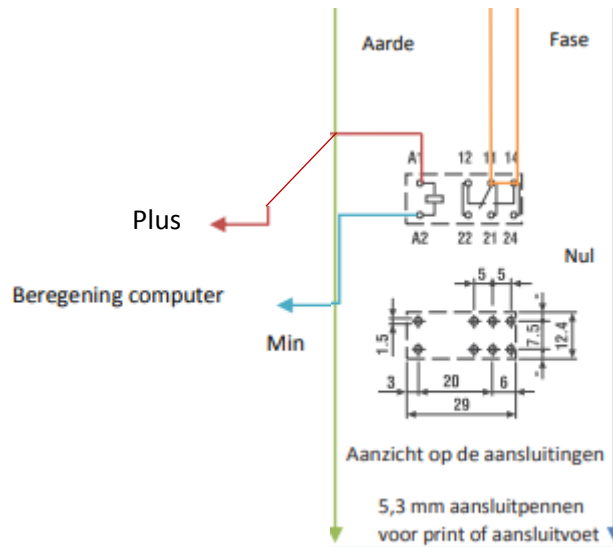 Aarde
Fase
A1 12 11 14
Plus
A2 22 21 24
Nul
Beregening computer
5 5
Min
1.5
7.5
12.4
3 20 6
29
Aanzicht op de aansluitingen
5,3 mm aansluitpennen
voor print of aansluitvoet